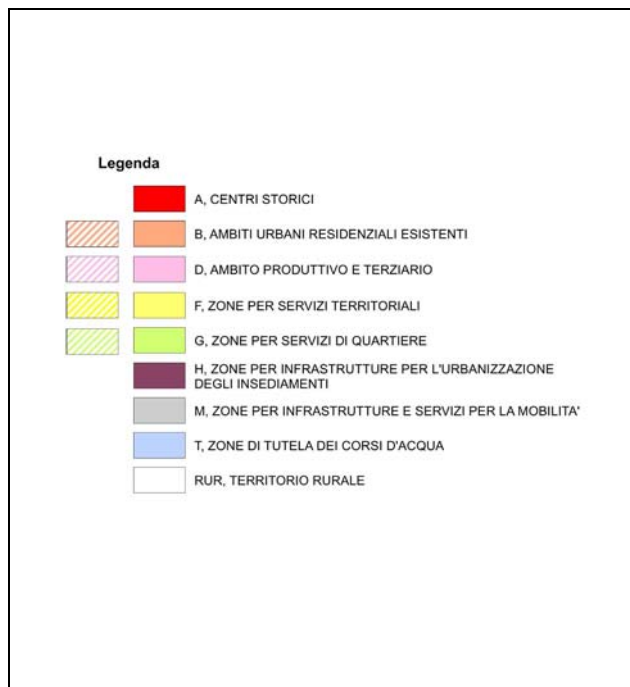 Legenda
A, CENTRI STORICI
B, AMBITI URBANI RESIDENZIALI ESISTENTI
D, AMBITO PRODUTTIVO E TERZIARIO
F, ZONE PER SERVIZI TERRITORIALI
G, ZONE PER SERVIZI DI QUARTIERE
H, ZONE PER INFRASTRUTTURE PER L'URBANIZZAZIONE
DEGLI INSEDIAMENTI
M, ZONE PER INFRASTRUTTURE E SERVIZI PER LA MOBILITA'
T, ZONE DI TUTELA DEI CORSI D'ACQUA
RUR, TERRITORIO RURALE